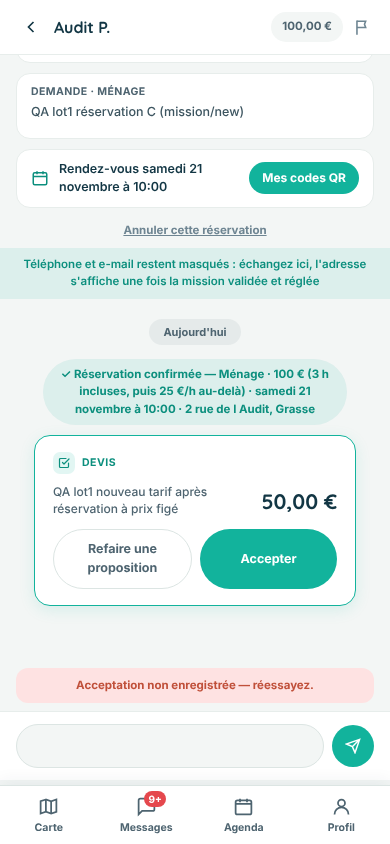 Audit P.
100,00 €
DEMANDE · MÉNAGE
QA lot1 réservation C (mission/new)
Rendez-vous samedi 21
novembre à 10:00
Mes codes QR
Annuler cette réservation
Téléphone et e-mail restent masqués : échangez ici, l'adresse
s'affiche une fois la mission validée et réglée
Aujourd'hui
✓ Réservation confirmée — Ménage · 100 € (3 h
incluses, puis 25 €/h au-delà) · samedi 21
novembre à 10:00 · 2 rue de l Audit, Grasse
DEVIS
QA lot1 nouveau tarif après
réservation à prix figé
50,00 €
Refaire une
proposition
Accepter
Acceptation non enregistrée — réessayez.
9+
Carte
Messages
Agenda
Profil